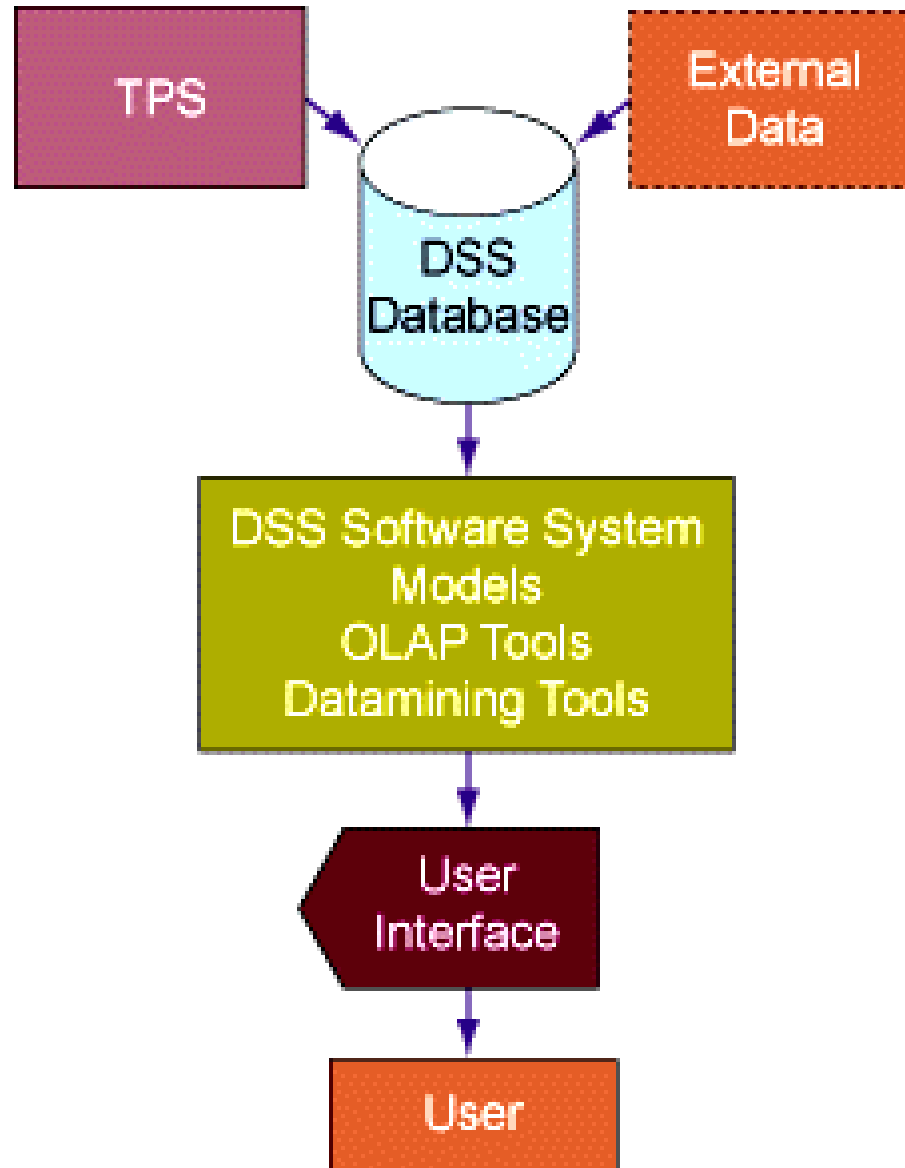 TPS
External
Data
DSS
Database
DSS Software System
Models
OLAP Tools
Datamining Tools
User
Interface
User